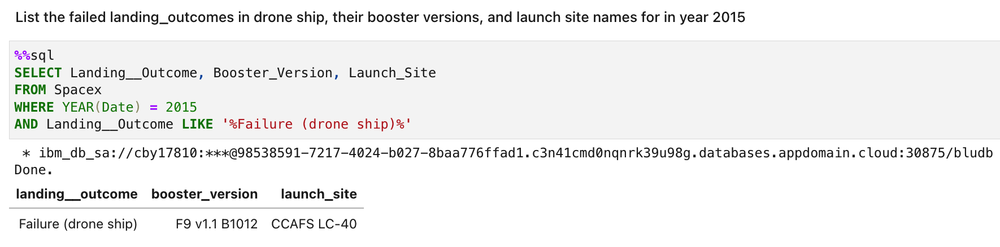 List the failed landing_outcomes in drone ship, their booster versions, and launch site names for in year 2015
%%sql
SELECT Landing__Outcome, Booster_Version, Launch_Site
FROM Spacex
WHERE YEAR(Date) = 2015
AND Landing__Outcome LIKE '%Failure (drone ship)%'
* ibm_db_sa://cby17810:***@98538591-7217-4024-b027-8baa776ffad1.c3n41cmd0nqnrk39u98g.databases.appdomain.cloud:30875/bludb
Done.
landing__outcome booster_version launch_site
Failure (drone ship) F9 v1.1 B1012 CCAFS LC-40